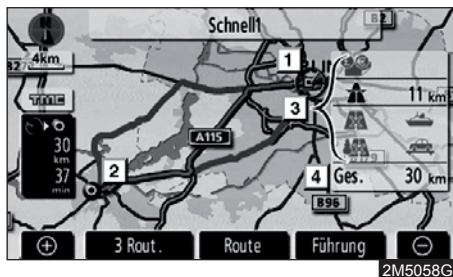 Schnell1
B2
N
4km
1
B27
TMC
3
11 km
A115
30 km
37 min
2
4
Ges. 30 km
B96
3 Rout.
Route
Führung
2M5058G